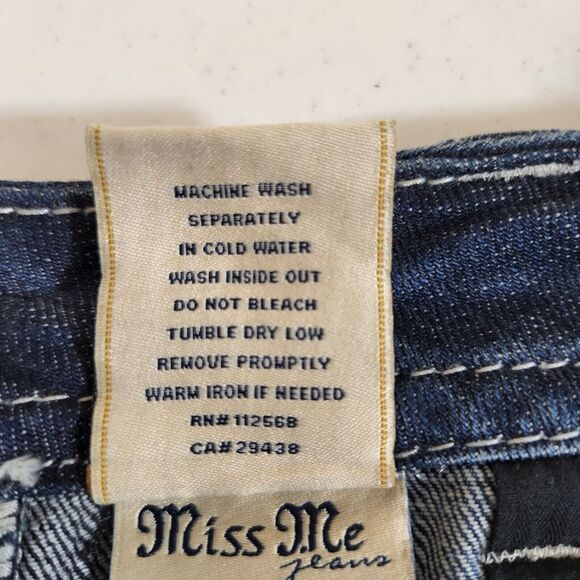 MACHINE WASH
SEPARATELY
IN COLD WATER
WASH INSIDE OUT
DO NOT BLEACH
TUMBLE DRY LOW
REMOVE PROMPTLY
WARM IRON IF NEEDED
RN# 112568
CA# 29438
Miss Me
jeans